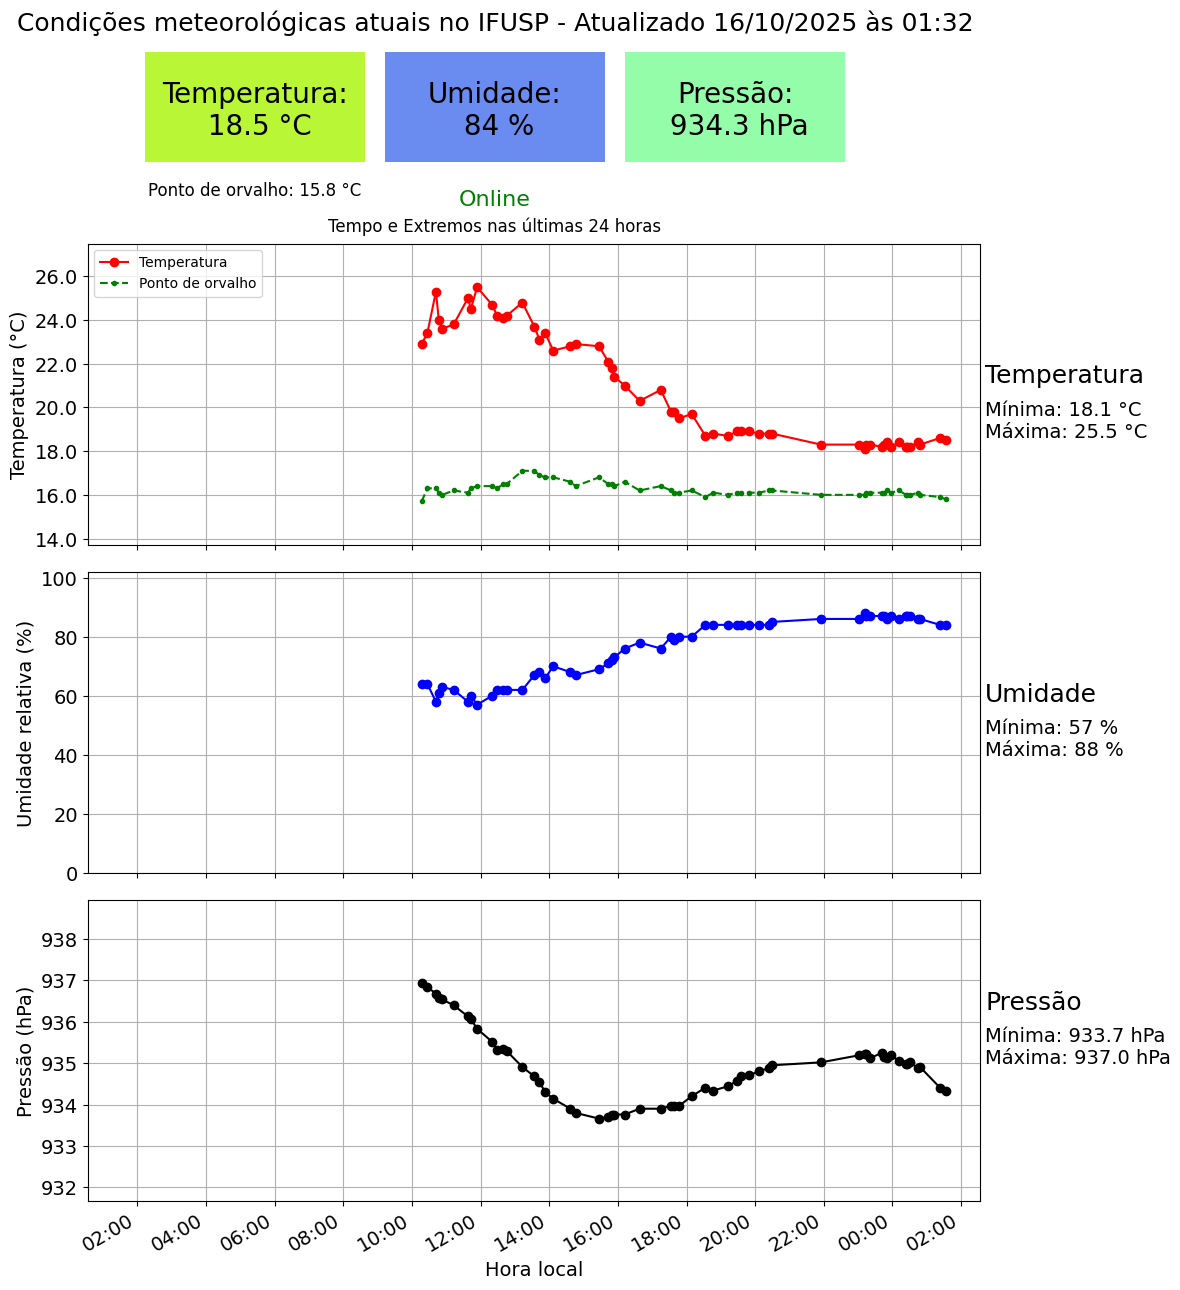 Condições meteorológicas atuais no IFUSP - Atualizado 16/10/2025 às 01:32
Temperatura:
18.5 °C
Umidade:
84 %
Pressão:
934.3 hPa
Ponto de orvalho: 15.8 °C
Online
Tempo e Extremos nas últimas 24 horas
Temperatura
Ponto de orvalho
Temperatura (°C)
26.0
24.0
22.0
20.0
18.0
16.0
14.0
Temperatura
Mínima: 18.1 °C
Máxima: 25.5 °C
Umidade relativa (%)
100
80
60
40
20
0
Umidade
Mínima: 57 %
Máxima: 88 %
Pressão (hPa)
938
937
936
935
934
933
932
Pressão
Mínima: 933.7 hPa
Máxima: 937.0 hPa
02:00
04:00
06:00
08:00
10:00
12:00
14:00
16:00
18:00
20:00
22:00
00:00
02:00
Hora local